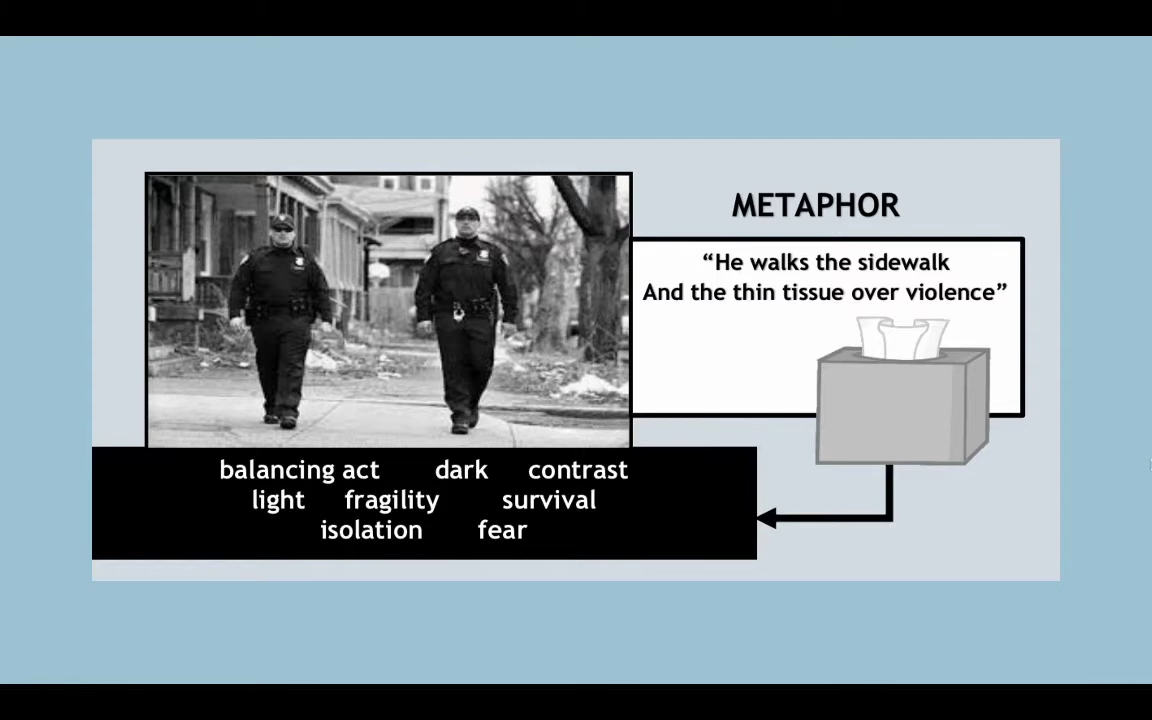 METAPHOR
“He walks the sidewalk
And the thin tissue over violence”
balancing act dark contrast
light fragility survival
isolation fear